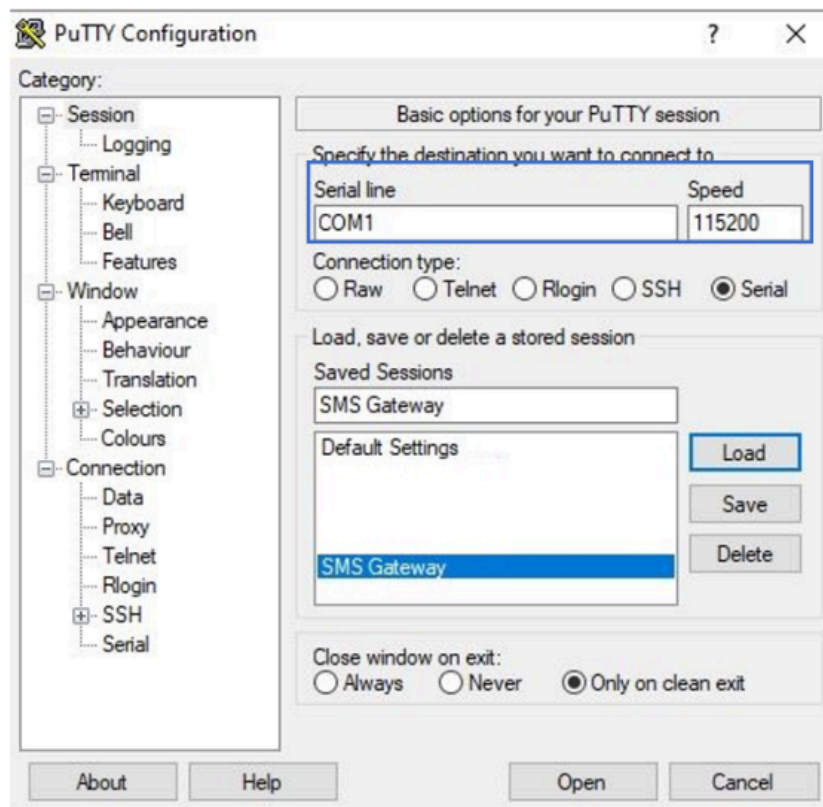 PuTTY Configuration
? X
Category:
Session
Logging
Terminal
Keyboard
Bell
Features
Window
Appearance
Behaviour
Translation
Selection
Colours
Connection
Data
Proxy
Telnet
Rlogin
SSH
Serial
Basic options for your PuTTY session
Specify the destination you want to connect to
Serial line Speed
COM1 115200
Connection type:
Raw Telnet Rlogin SSH Serial
Load, save or delete a stored session
Saved Sessions
SMS Gateway
Default Settings
SMS Gateway
Load
Save
Delete
Close window on exit:
Always Never Only on clean exit
About Help Open Cancel